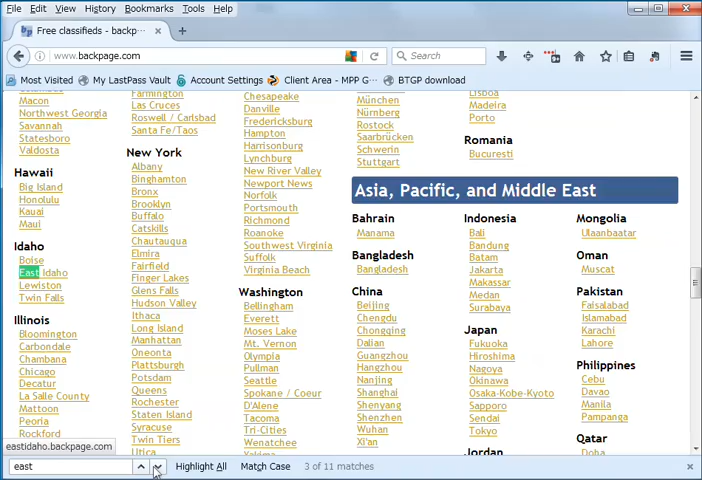 File Edit View History Bookmarks Tools Help
Free classifieds - backp…
www.backpage.com
Search
Most Visited
My LastPass Vault
Account Settings
Client Area - MPP G…
BTGP download
Macon
Northwest Georgia
Savannah
Statesboro
Valdosta
Hawaii
Big Island
Honolulu
Kauai
Maui
Idaho
Boise
East Idaho
Lewiston
Twin Falls
Illinois
Bloomington
Carbondale
Chambana
Chicago
Decatur
La Salle County
Mattoon
Peoria
Rockford
Farmington
Las Cruces
Roswell / Carlsbad
Santa Fe/Taos
New York
Albany
Binghamton
Bronx
Brooklyn
Buffalo
Catskills
Chautauqua
Elmira
Fairfield
Finger Lakes
Glens Falls
Hudson Valley
Ithaca
Long Island
Manhattan
Oneonta
Plattsburgh
Potsdam
Queens
Rochester
Staten Island
Syracuse
Twin Tiers
Utica
Chesapeake
Danville
Fredericksburg
Hampton
Harrisonburg
Lynchburg
New River Valley
Newport News
Norfolk
Portsmouth
Richmond
Roanoke
Southwest Virginia
Suffolk
Virginia Beach
Washington
Bellingham
Everett
Moses Lake
Mt. Vernon
Olympia
Pullman
Seattle
Spokane / Coeur
D'Alene
Tacoma
Tri-Cities
Wenatchee
Yakima
München
Nürnberg
Rostock
Saarbrücken
Schwerin
Stuttgart
Lisboa
Madeira
Porto
Romania
Bucuresti
Asia, Pacific, and Middle East
Bahrain
Manama
Bangladesh
Bangladesh
China
Beijing
Chengdu
Chongqing
Dalian
Guangzhou
Hangzhou
Nanjing
Shanghai
Shenyang
Shenzhen
Wuhan
Xi'an
Indonesia
Bali
Bandung
Batam
Jakarta
Makassar
Medan
Surabaya
Japan
Fukuoka
Hiroshima
Nagoya
Okinawa
Osaka-Kobe-Kyoto
Sapporo
Sendai
Tokyo
Jordan
Mongolia
Ulaanbaatar
Oman
Muscat
Pakistan
Faisalabad
Islamabad
Karachi
Lahore
Philippines
Cebu
Davao
Manila
Pampanga
Qatar
Doha
eastidaho.backpage.com
east
Highlight All
Match Case
3 of 11 matches